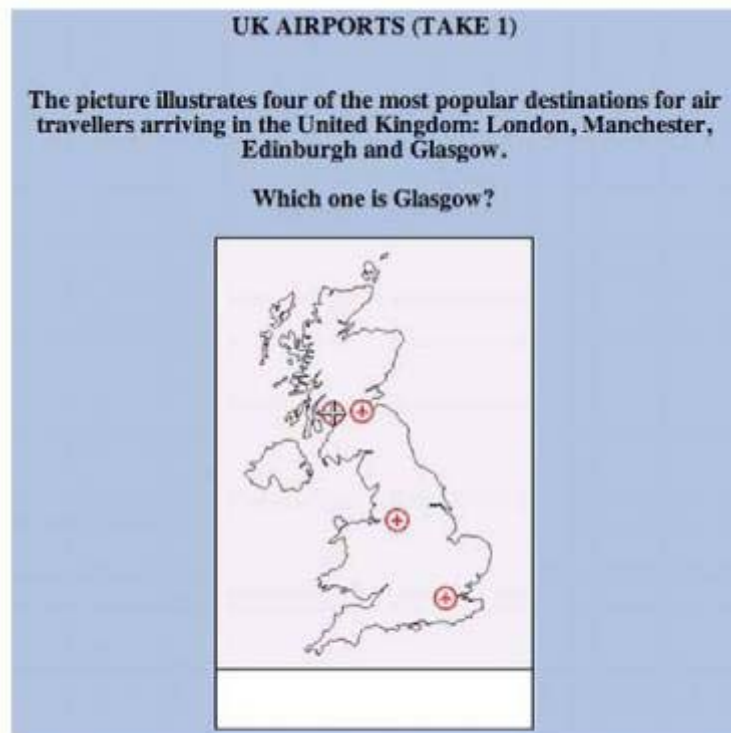 UK AIRPORTS (TAKE 1)
The picture illustrates four of the most popular destinations for air
travellers arriving in the United Kingdom: London, Manchester,
Edinburgh and Glasgow.
Which one is Glasgow?